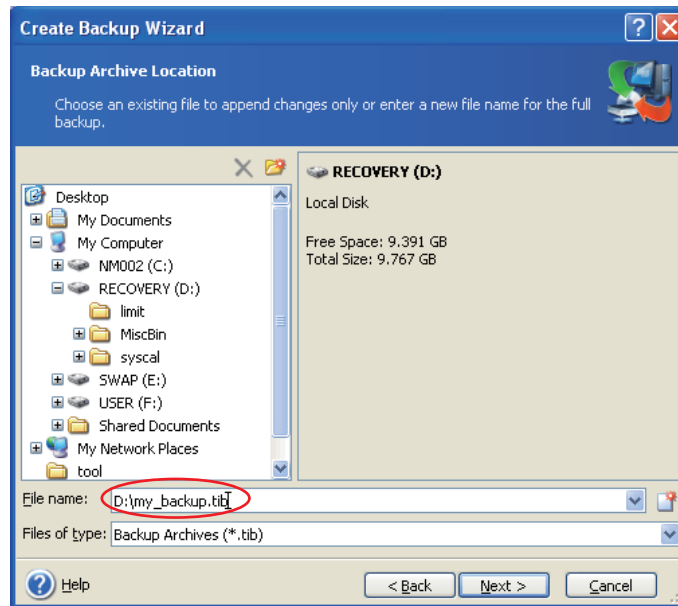 Create Backup Wizard
Backup Archive Location
Choose an existing file to append changes only or enter a new file name for the full
backup.
Desktop
My Documents
My Computer
NM002 (C:)
RECOVERY (D:)
limit
MiscBin
syscal
SWAP (E:)
USER (F:)
Shared Documents
My Network Places
tool
RECOVERY (D:)
Local Disk
Free Space: 9.391 GB
Total Size: 9.767 GB
File name: D:\my_backup.tib
Files of type: Backup Archives (*.tib)
Help
< Back
Next >
Cancel